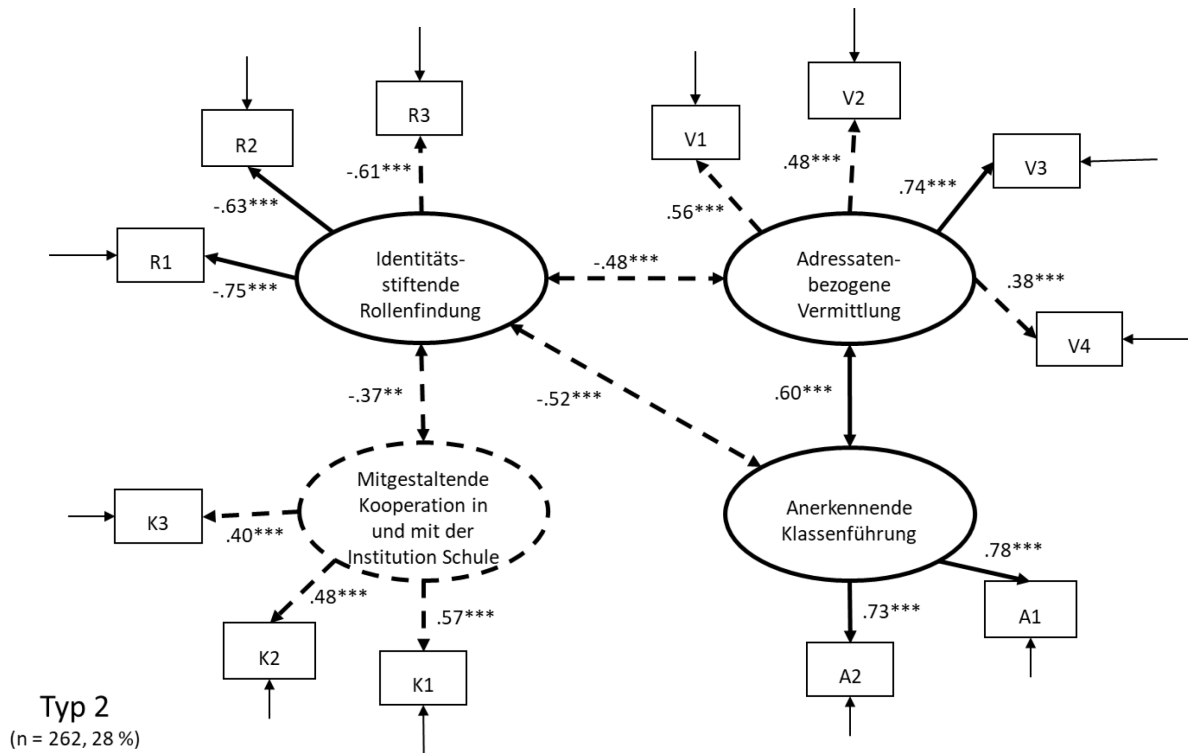 V2
R3
V1
R2
V3
-.61***
.48***
.74***
-.63***
.56***
R1
Identitäts-
stiftende
Rollenfindung
-.48***
Adressaten-
bezogene
Vermittlung
.38***
-.75***
V4
-.37**
-.52***
.60***
Mitgestaltende
Kooperation in
und mit der
Institution Schule
Anerkennende
Klassenführung
K3
.40***
.78***
.48***
.57***
.73***
A1
K2
K1
A2
Typ 2
(n = 262, 28 %)